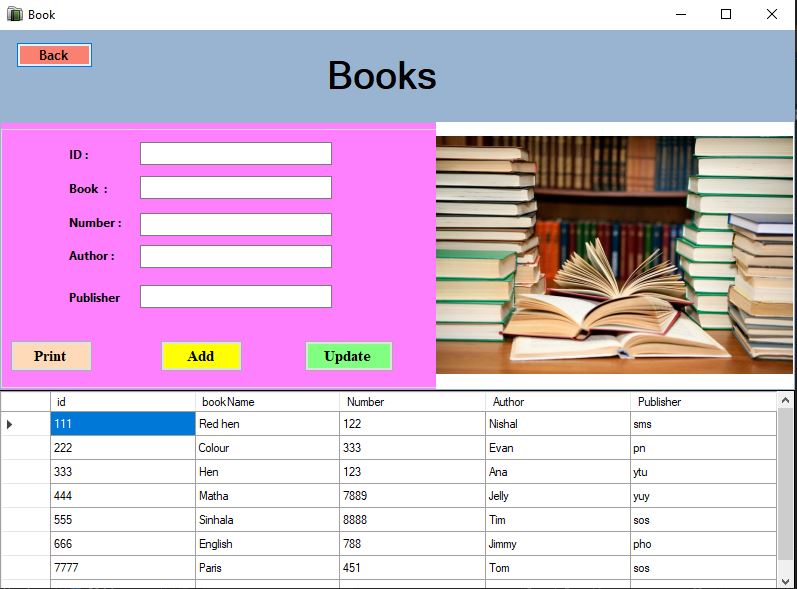 Book
Back
Books
ID :
Book :
Number :
Author :
Publisher
Print Add Update
id bookName Number Author Publisher
111 Red hen 122 Nishal sms
222 Colour 333 Evan pn
333 Hen 123 Ana ytu
444 Matha 7889 Jelly yuy
555 Sinhala 8888 Tim sos
666 English 788 Jimmy pho
7777 Paris 451 Tom sos